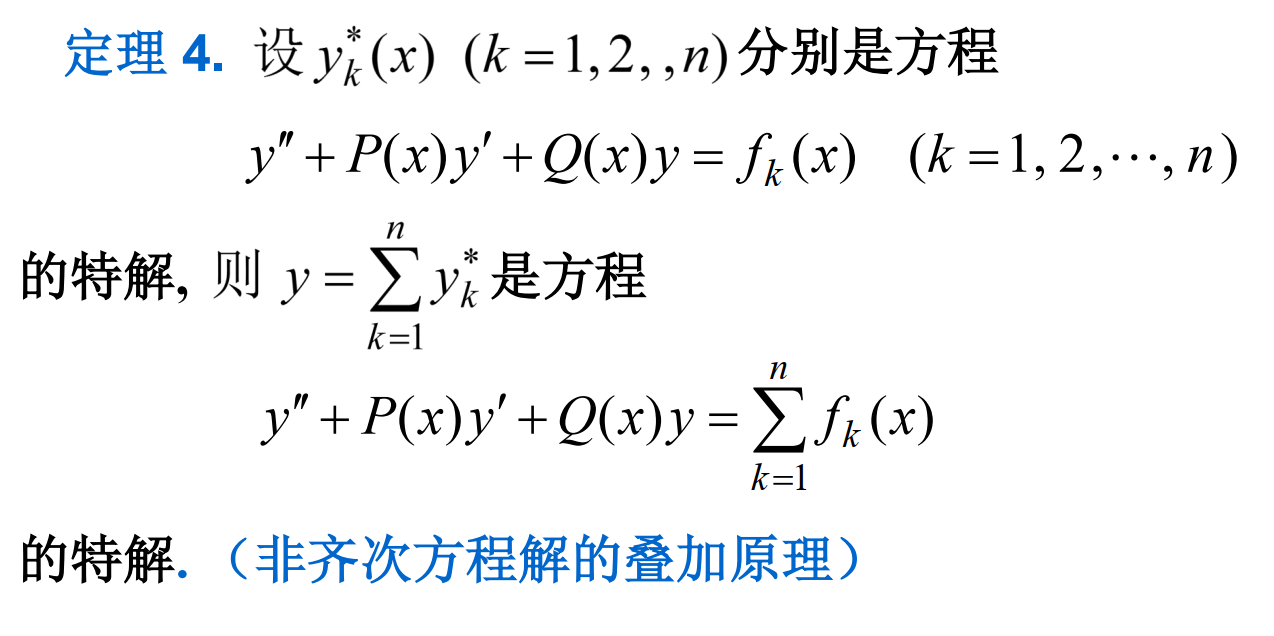 定理 4. 设 $y_k^*(x)$ $(k=1,2,,n)$ 分别是方程
$y''+P(x)y'+Q(x)y=f_k(x)$ $(k=1,2,\cdots,n)$
的特解, 则 $y=\sum_{k=1}^{n}y_k^*$ 是方程
$y''+P(x)y'+Q(x)y=\sum_{k=1}^{n}f_k(x)$
的特解. （非齐次方程解的叠加原理）